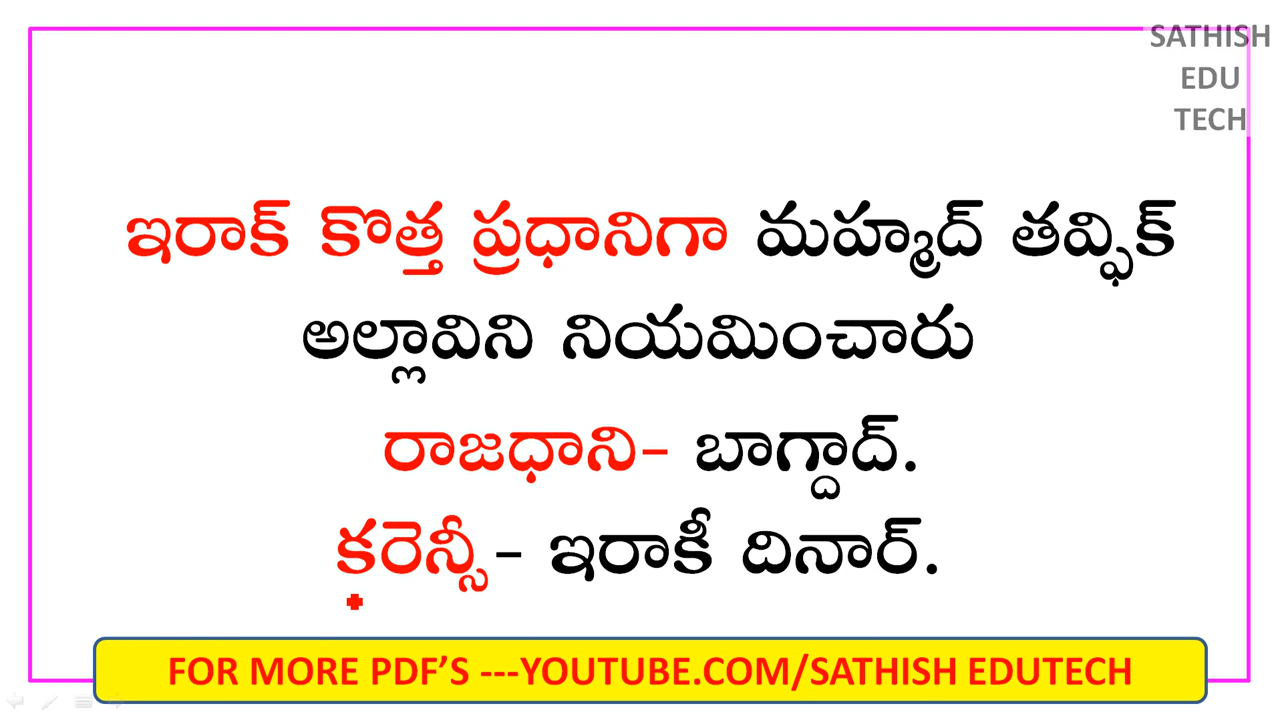 SATHISH
EDU
TECH
ఇరాక్ కొత్త ప్రధానిగా మహ్మద్ తవ్ఫిక్
అల్లావిని నియమించారు
రాజధాని- బాగ్దాద్.
కరెన్సీ- ఇరాకీ దినార్.
FOR MORE PDF'S ---YOUTUBE.COM/SATHISH EDUTECH